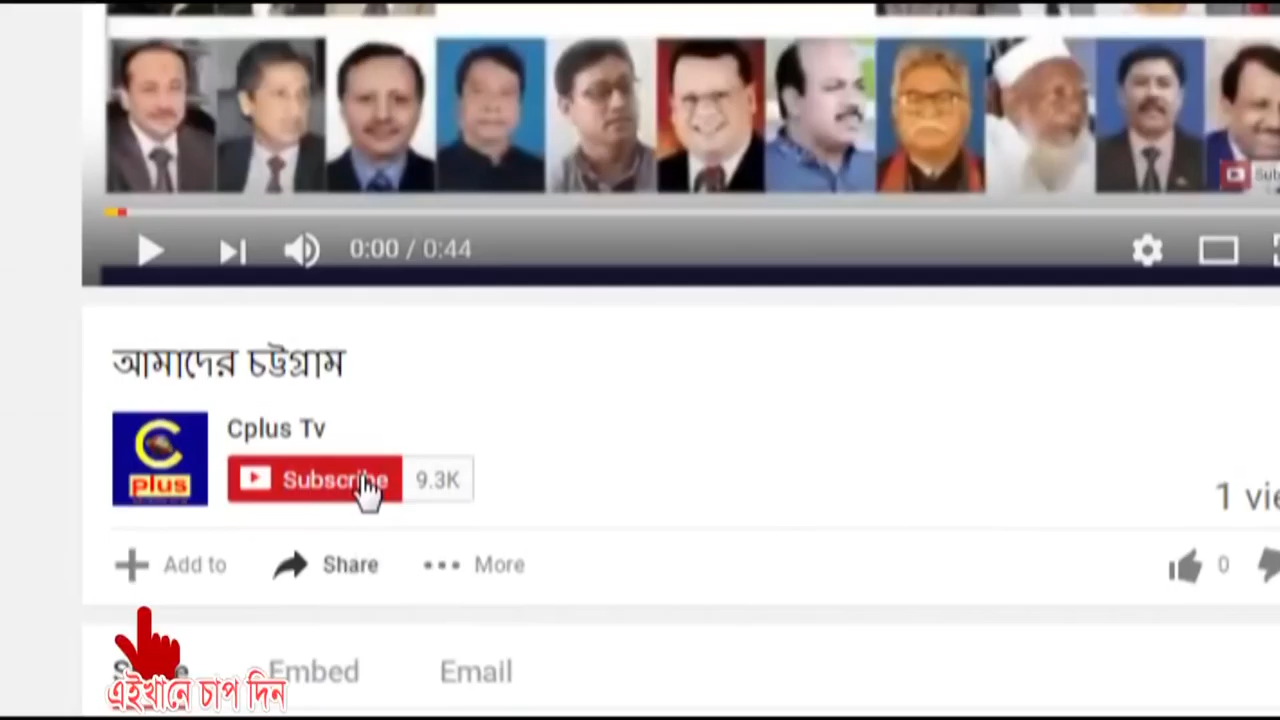 Sub
0:00 / 0:44
আমাদের চট্টগ্রাম
C
plus
Cplus Tv
Subscribe 9.3K
1 vie
Add to Share More 0
Embed Email
এইখানে চাপ দিন